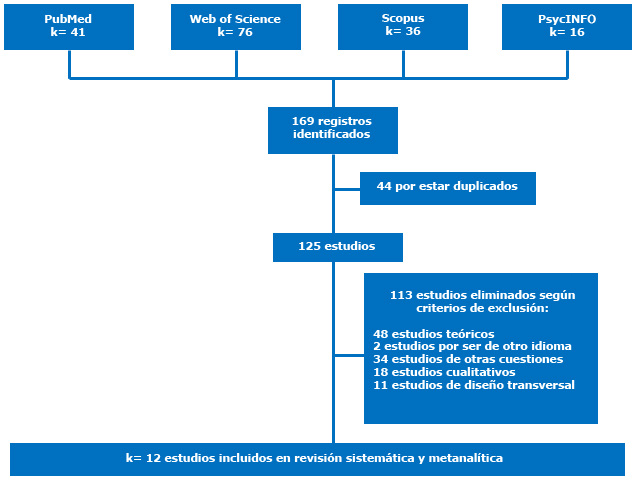 PubMed
k= 41
Web of Science
k= 76
Scopus
k= 36
PsycINFO
k= 16
169 registros
identificados
44 por estar duplicados
125 estudios
113 estudios eliminados según
criterios de exclusión:
48 estudios teóricos
2 estudios por ser de otro idioma
34 estudios de otras cuestiones
18 estudios cualitativos
11 estudios de diseño transversal
k= 12 estudios incluidos en revisión sistemática y metanalítica